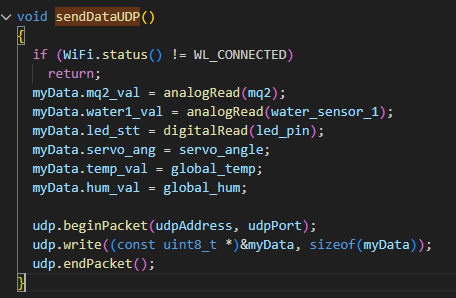 void sendDataUDP()
{
  if (WiFi.status() != WL_CONNECTED)
    return;
  myData.mq2_val = analogRead(mq2);
  myData.water1_val = analogRead(water_sensor_1);
  myData.led_stt = digitalRead(led_pin);
  myData.servo_ang = servo_angle;
  myData.temp_val = global_temp;
  myData.hum_val = global_hum;

  udp.beginPacket(udpAddress, udpPort);
  udp.write((const uint8_t *)&myData, sizeof(myData));
  udp.endPacket();
}